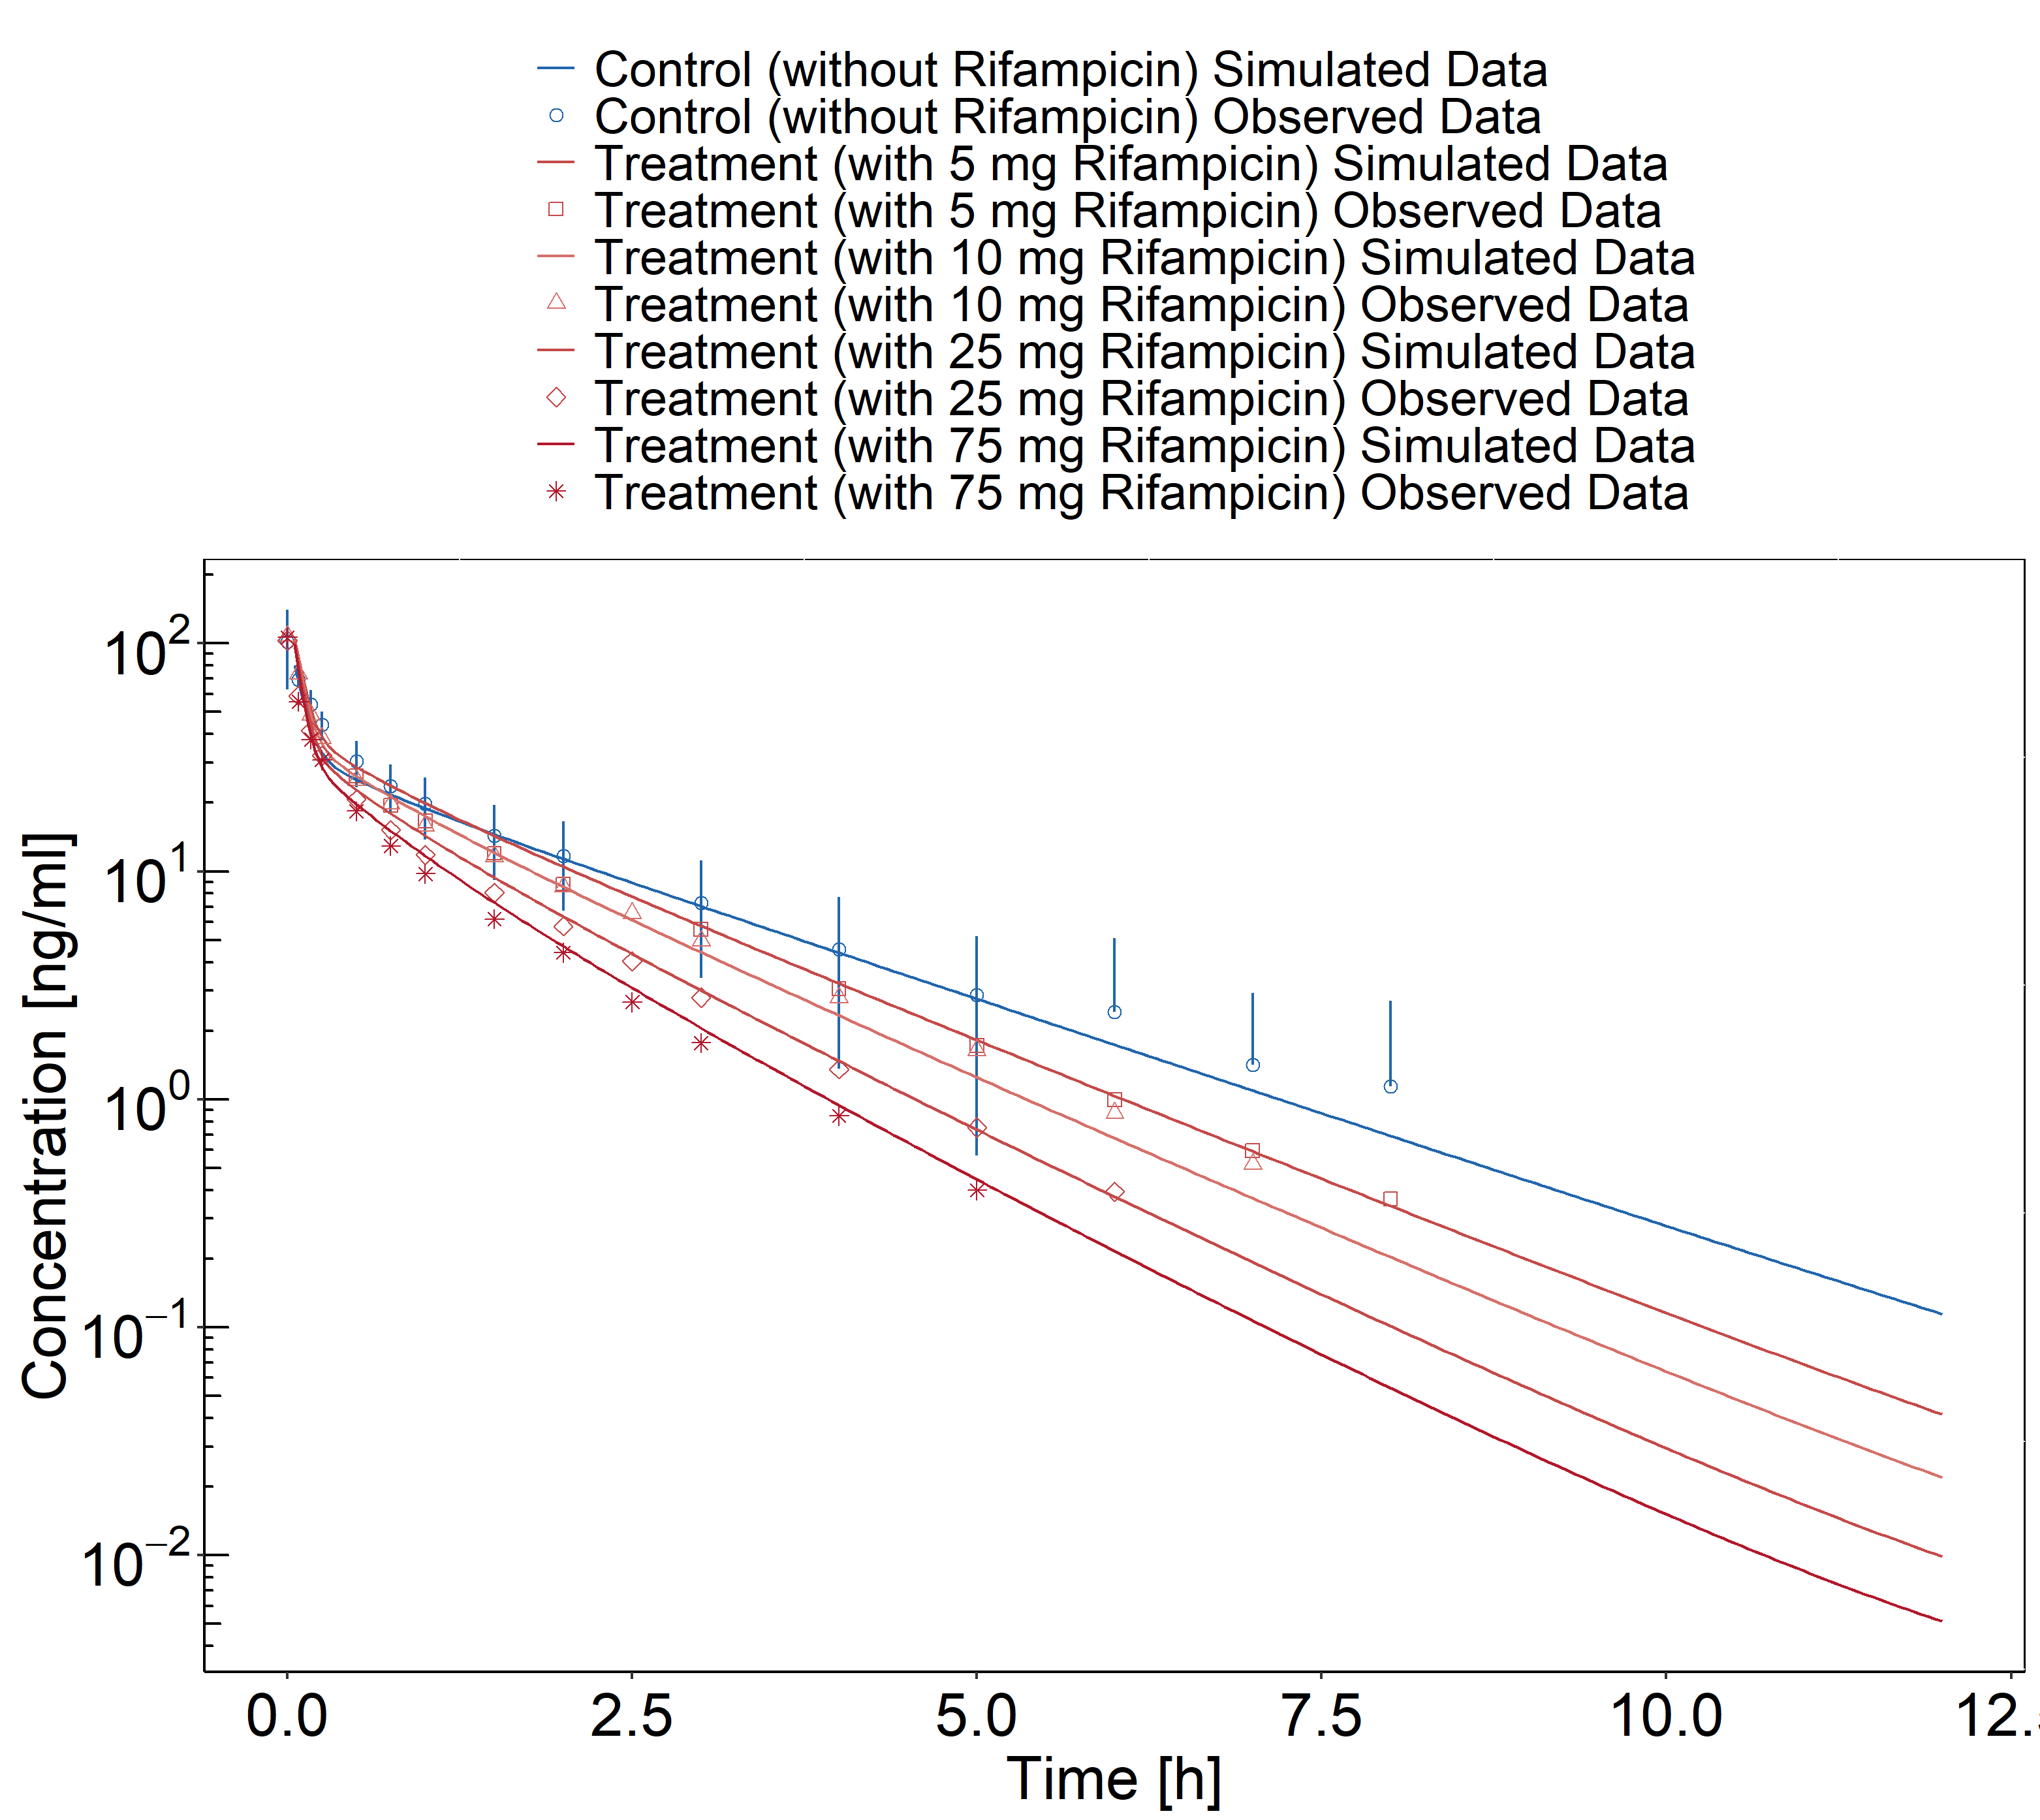 Control (without Rifampicin) Simulated Data
Control (without Rifampicin) Observed Data
Treatment (with 5 mg Rifampicin) Simulated Data
Treatment (with 5 mg Rifampicin) Observed Data
Treatment (with 10 mg Rifampicin) Simulated Data
Treatment (with 10 mg Rifampicin) Observed Data
Treatment (with 25 mg Rifampicin) Simulated Data
Treatment (with 25 mg Rifampicin) Observed Data
Treatment (with 75 mg Rifampicin) Simulated Data
Treatment (with 75 mg Rifampicin) Observed Data
Concentration [ng/ml]
10²
10¹
10⁰
10⁻¹
10⁻²
0.0 2.5 5.0 7.5 10.0
Time [h]